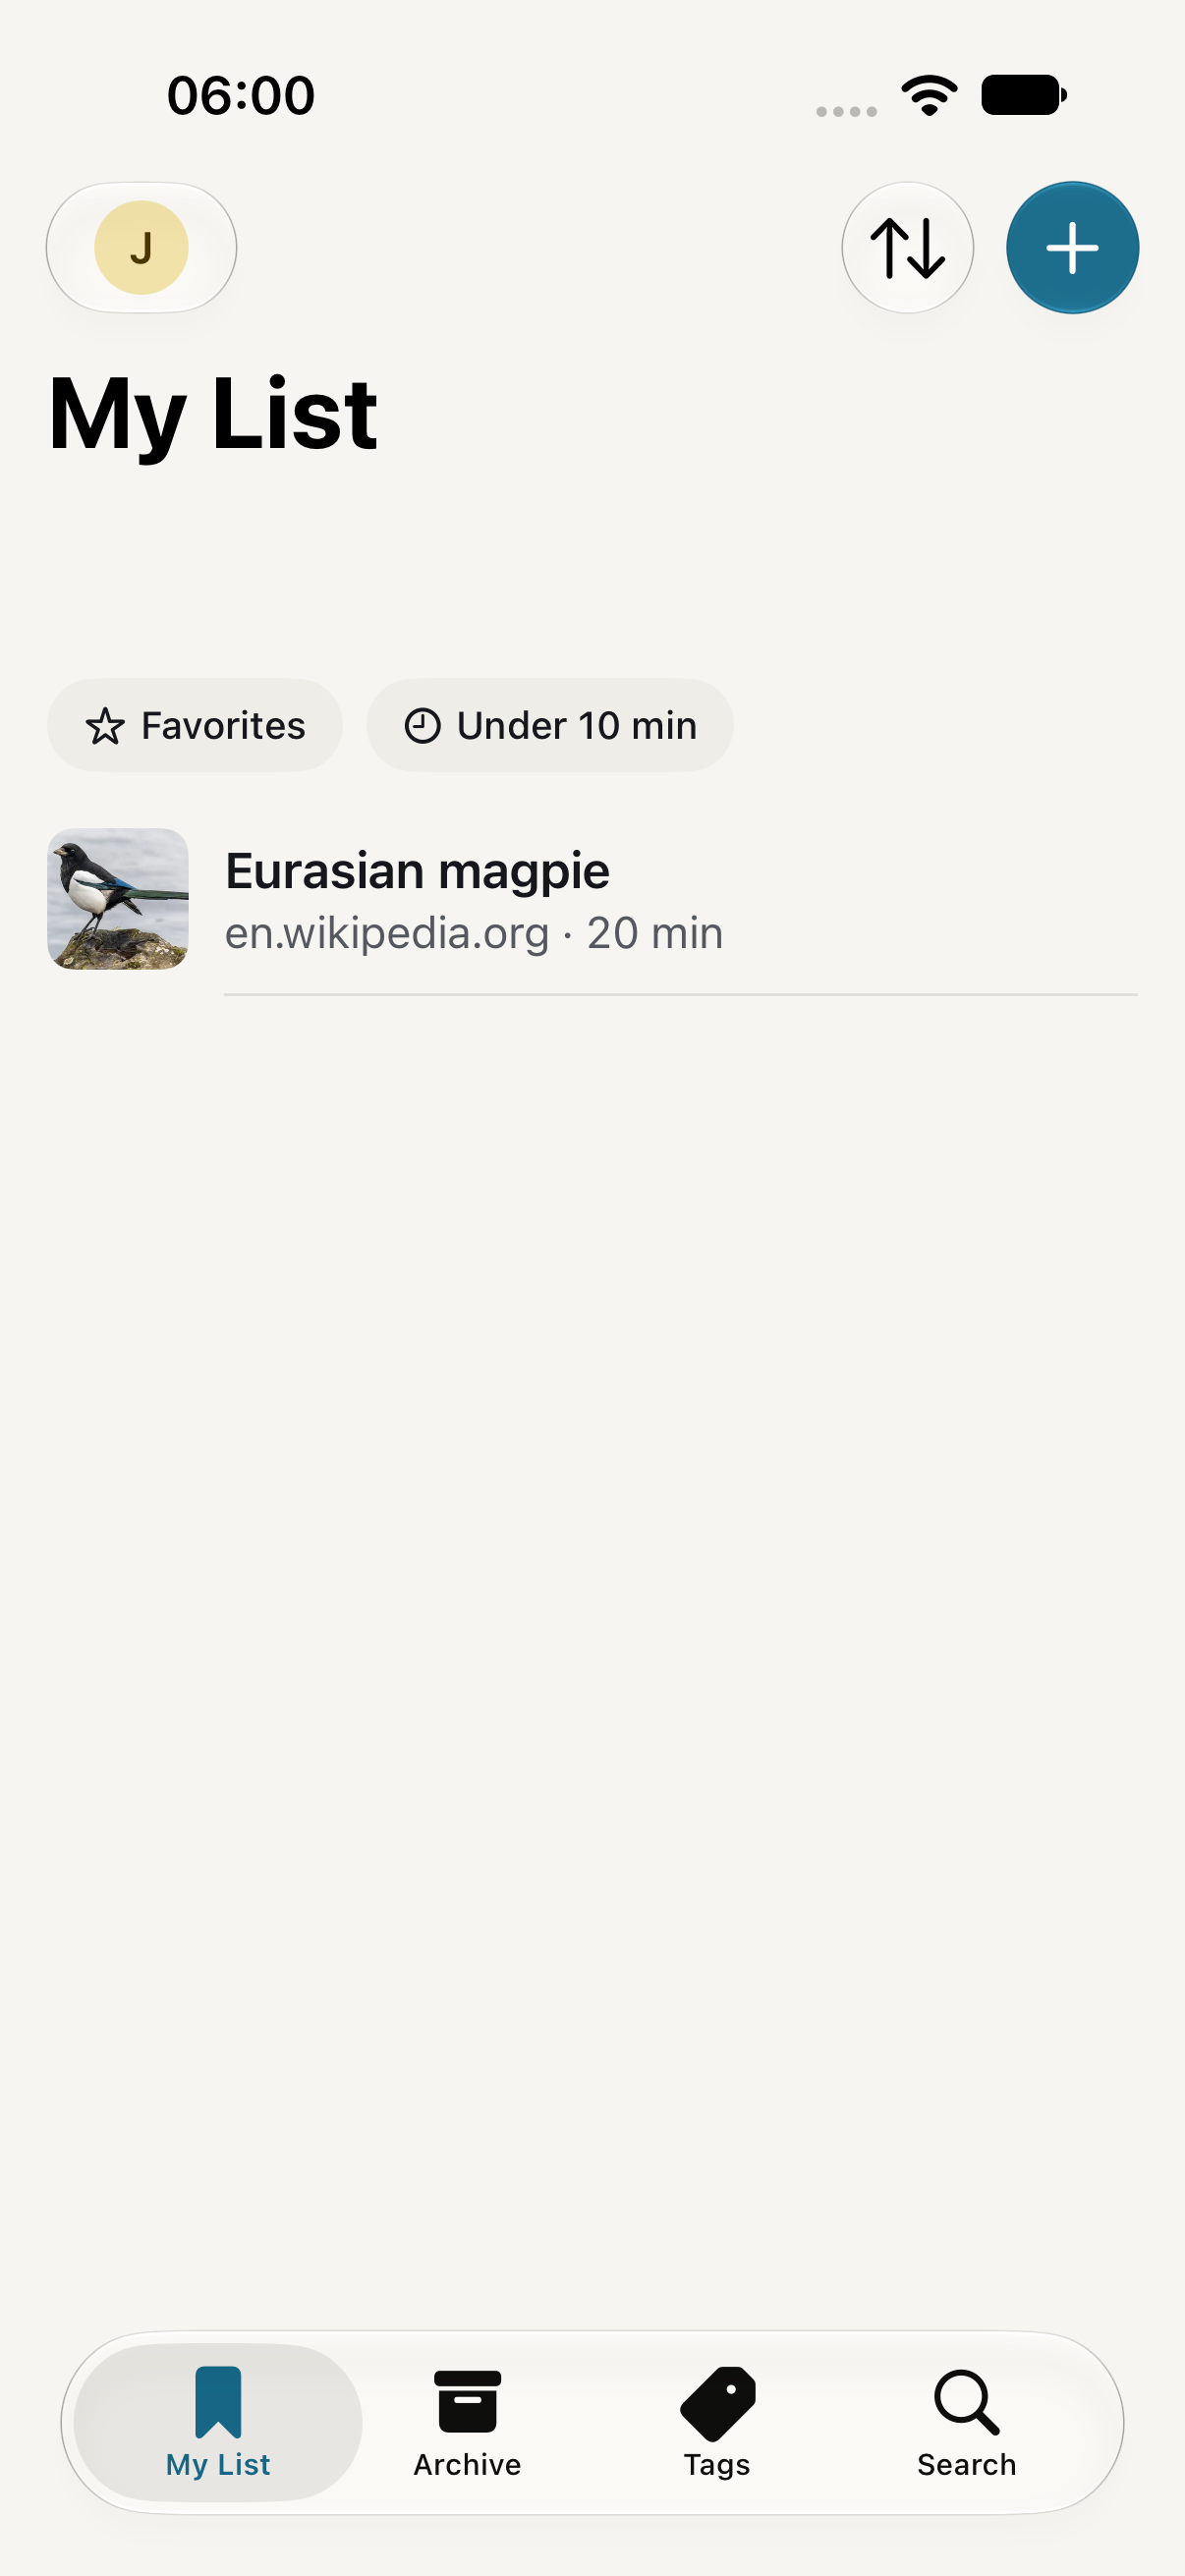 06:00
J
My List
Favorites
Under 10 min
Eurasian magpie
en.wikipedia.org · 20 min
My List
Archive
Tags
Search